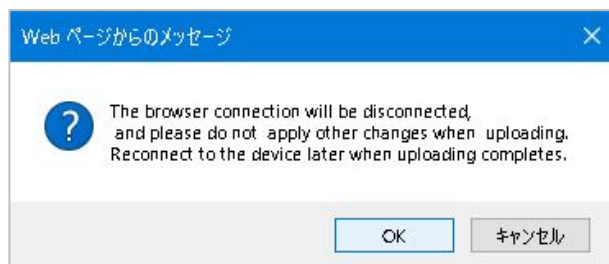 Web ページからのメッセージ
The browser connection will be disconnected,
and please do not apply other changes when uploading.
Reconnect to the device later when uploading completes.
OK
キャンセル